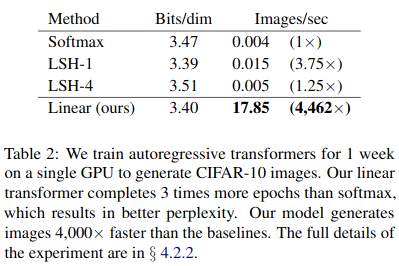 Method Bits/dim Images/sec
Softmax 3.47 0.004 (1×)
LSH-1 3.39 0.015 (3.75×)
LSH-4 3.51 0.005 (1.25×)
Linear (ours) 3.40 17.85 (4,462×)
Table 2: We train autoregressive transformers for 1 week
on a single GPU to generate CIFAR-10 images. Our linear
transformer completes 3 times more epochs than softmax,
which results in better perplexity. Our model generates
images 4,000× faster than the baselines. The full details of
the experiment are in § 4.2.2.